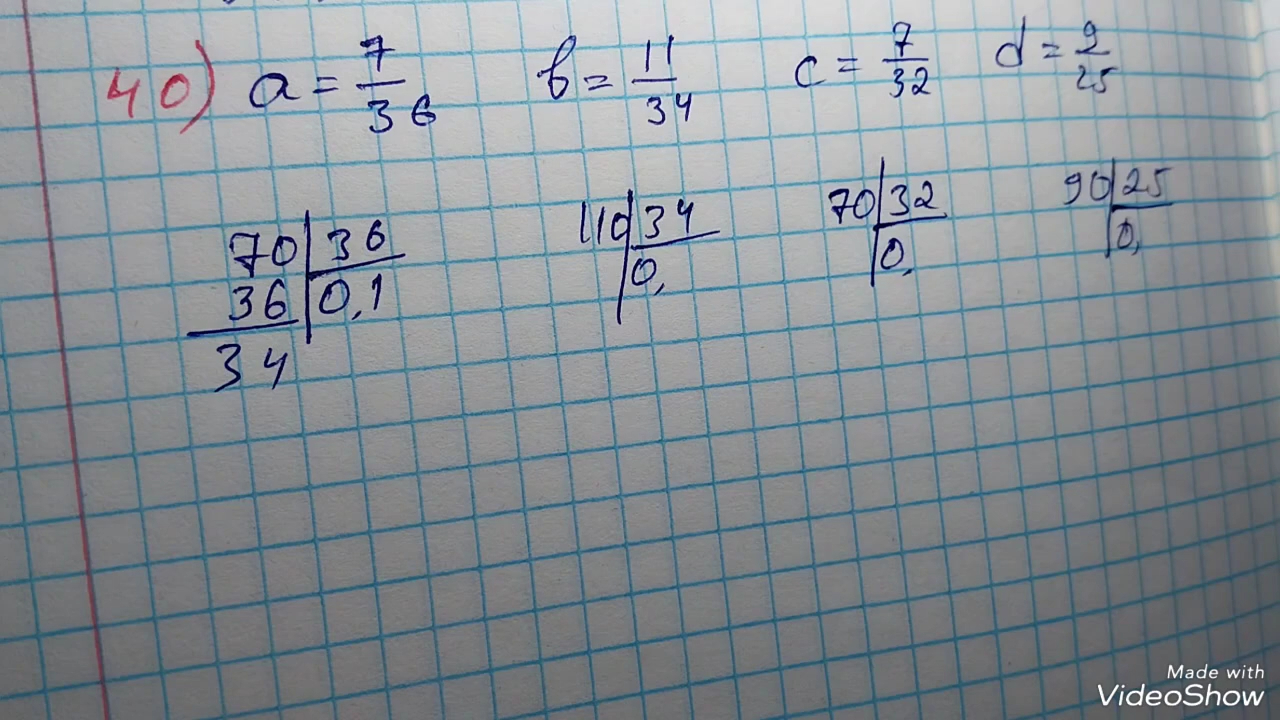 40) a = 7/36 b = 11/34 c = 7/32 d = 9/25
70 | 36 110 | 34 70 | 32 90 | 25
36 | 0,1 0, 0, 0,
34
Made with
VideoShow